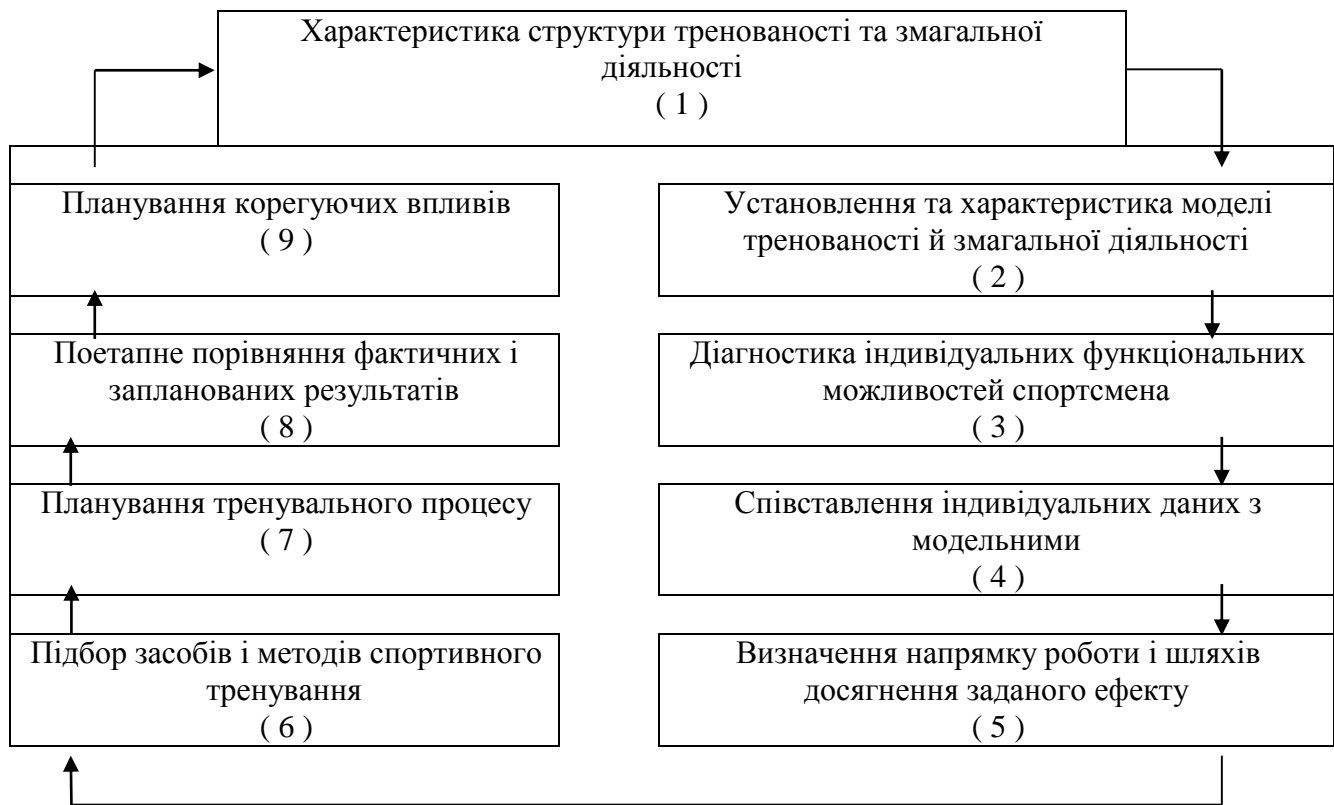 Характеристика структури тренованості та змагальної
діяльності
( 1 )
Установлення та характеристика моделі
тренованості й змагальної діяльності
( 2 )
Діагностика індивідуальних функціональних
можливостей спортсмена
( 3 )
Співставлення індивідуальних даних з
модельними
( 4 )
Визначення напрямку роботи і шляхів
досягнення заданого ефекту
( 5 )
Підбор засобів і методів спортивного
тренування
( 6 )
Планування тренувального процесу
( 7 )
Поетапне порівняння фактичних і
запланованих результатів
( 8 )
Планування корегуючих впливів
( 9 )